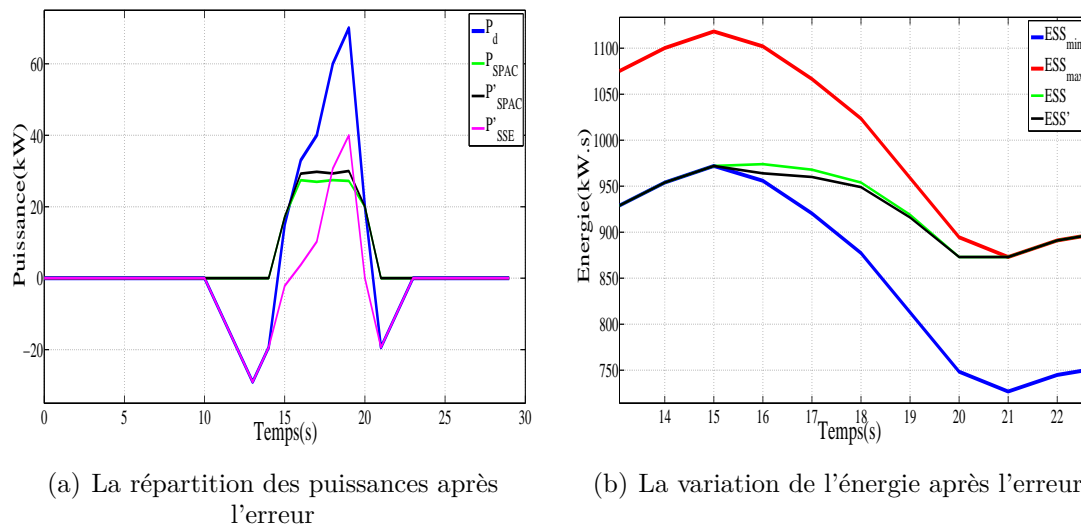 P_d
P_SPAC
P'_SPAC
P'_SSE
Puissance(kW)
60
40
20
0
−20
0 5 10 15 20 25 30
Temps(s)
(a) La répartition des puissances après
l'erreur
ESS_min
ESS_max
ESS
ESS'
Energie(kW.s)
1100
1050
1000
950
900
850
800
750
14 15 16 17 18 19 20 21 22
Temps(s)
(b) La variation de l'énergie après l'erreur